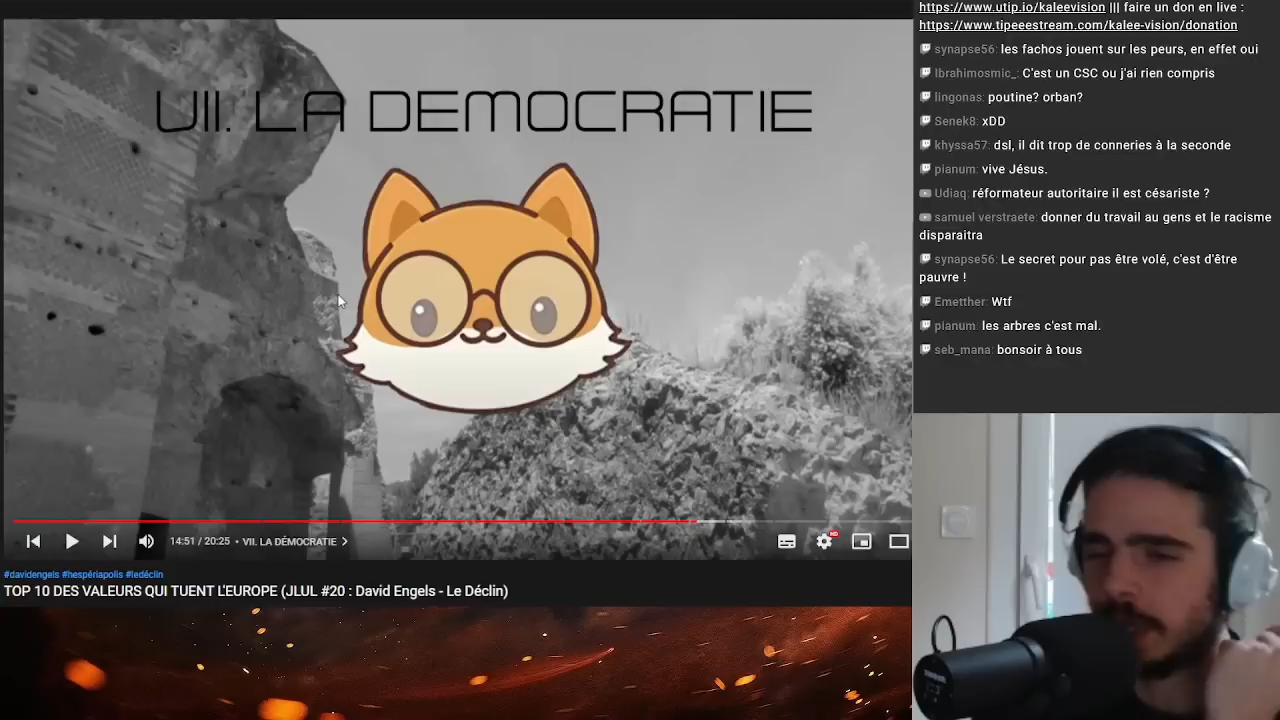 VII. LA DEMOCRATIE
14:51 / 20:25 • VII. LA DÉMOCRATIE
HD
#davidengels #hespériapolis #ledéclin
TOP 10 DES VALEURS QUI TUENT L'EUROPE (JLUL #20 : David Engels - Le Déclin)
https://www.utip.io/kaleevision ||| faire un don en live :
https://www.tipeeestream.com/kalee-vision/donation
synapse56: les fachos jouent sur les peurs, en effet oui
Ibrahimosmic_: C'est un CSC ou j'ai rien compris
lingonas: poutine? orban?
Senek8: xDD
khyssa57: dsl, il dit trop de conneries à la seconde
pianum: vive Jésus.
Udiaq: réformateur autoritaire il est césariste ?
samuel verstraete: donner du travail au gens et le racisme
disparaitra
synapse56: Le secret pour pas être volé, c'est d'être
pauvre !
Emetther: Wtf
pianum: les arbres c'est mal.
seb_mana: bonsoir à tous